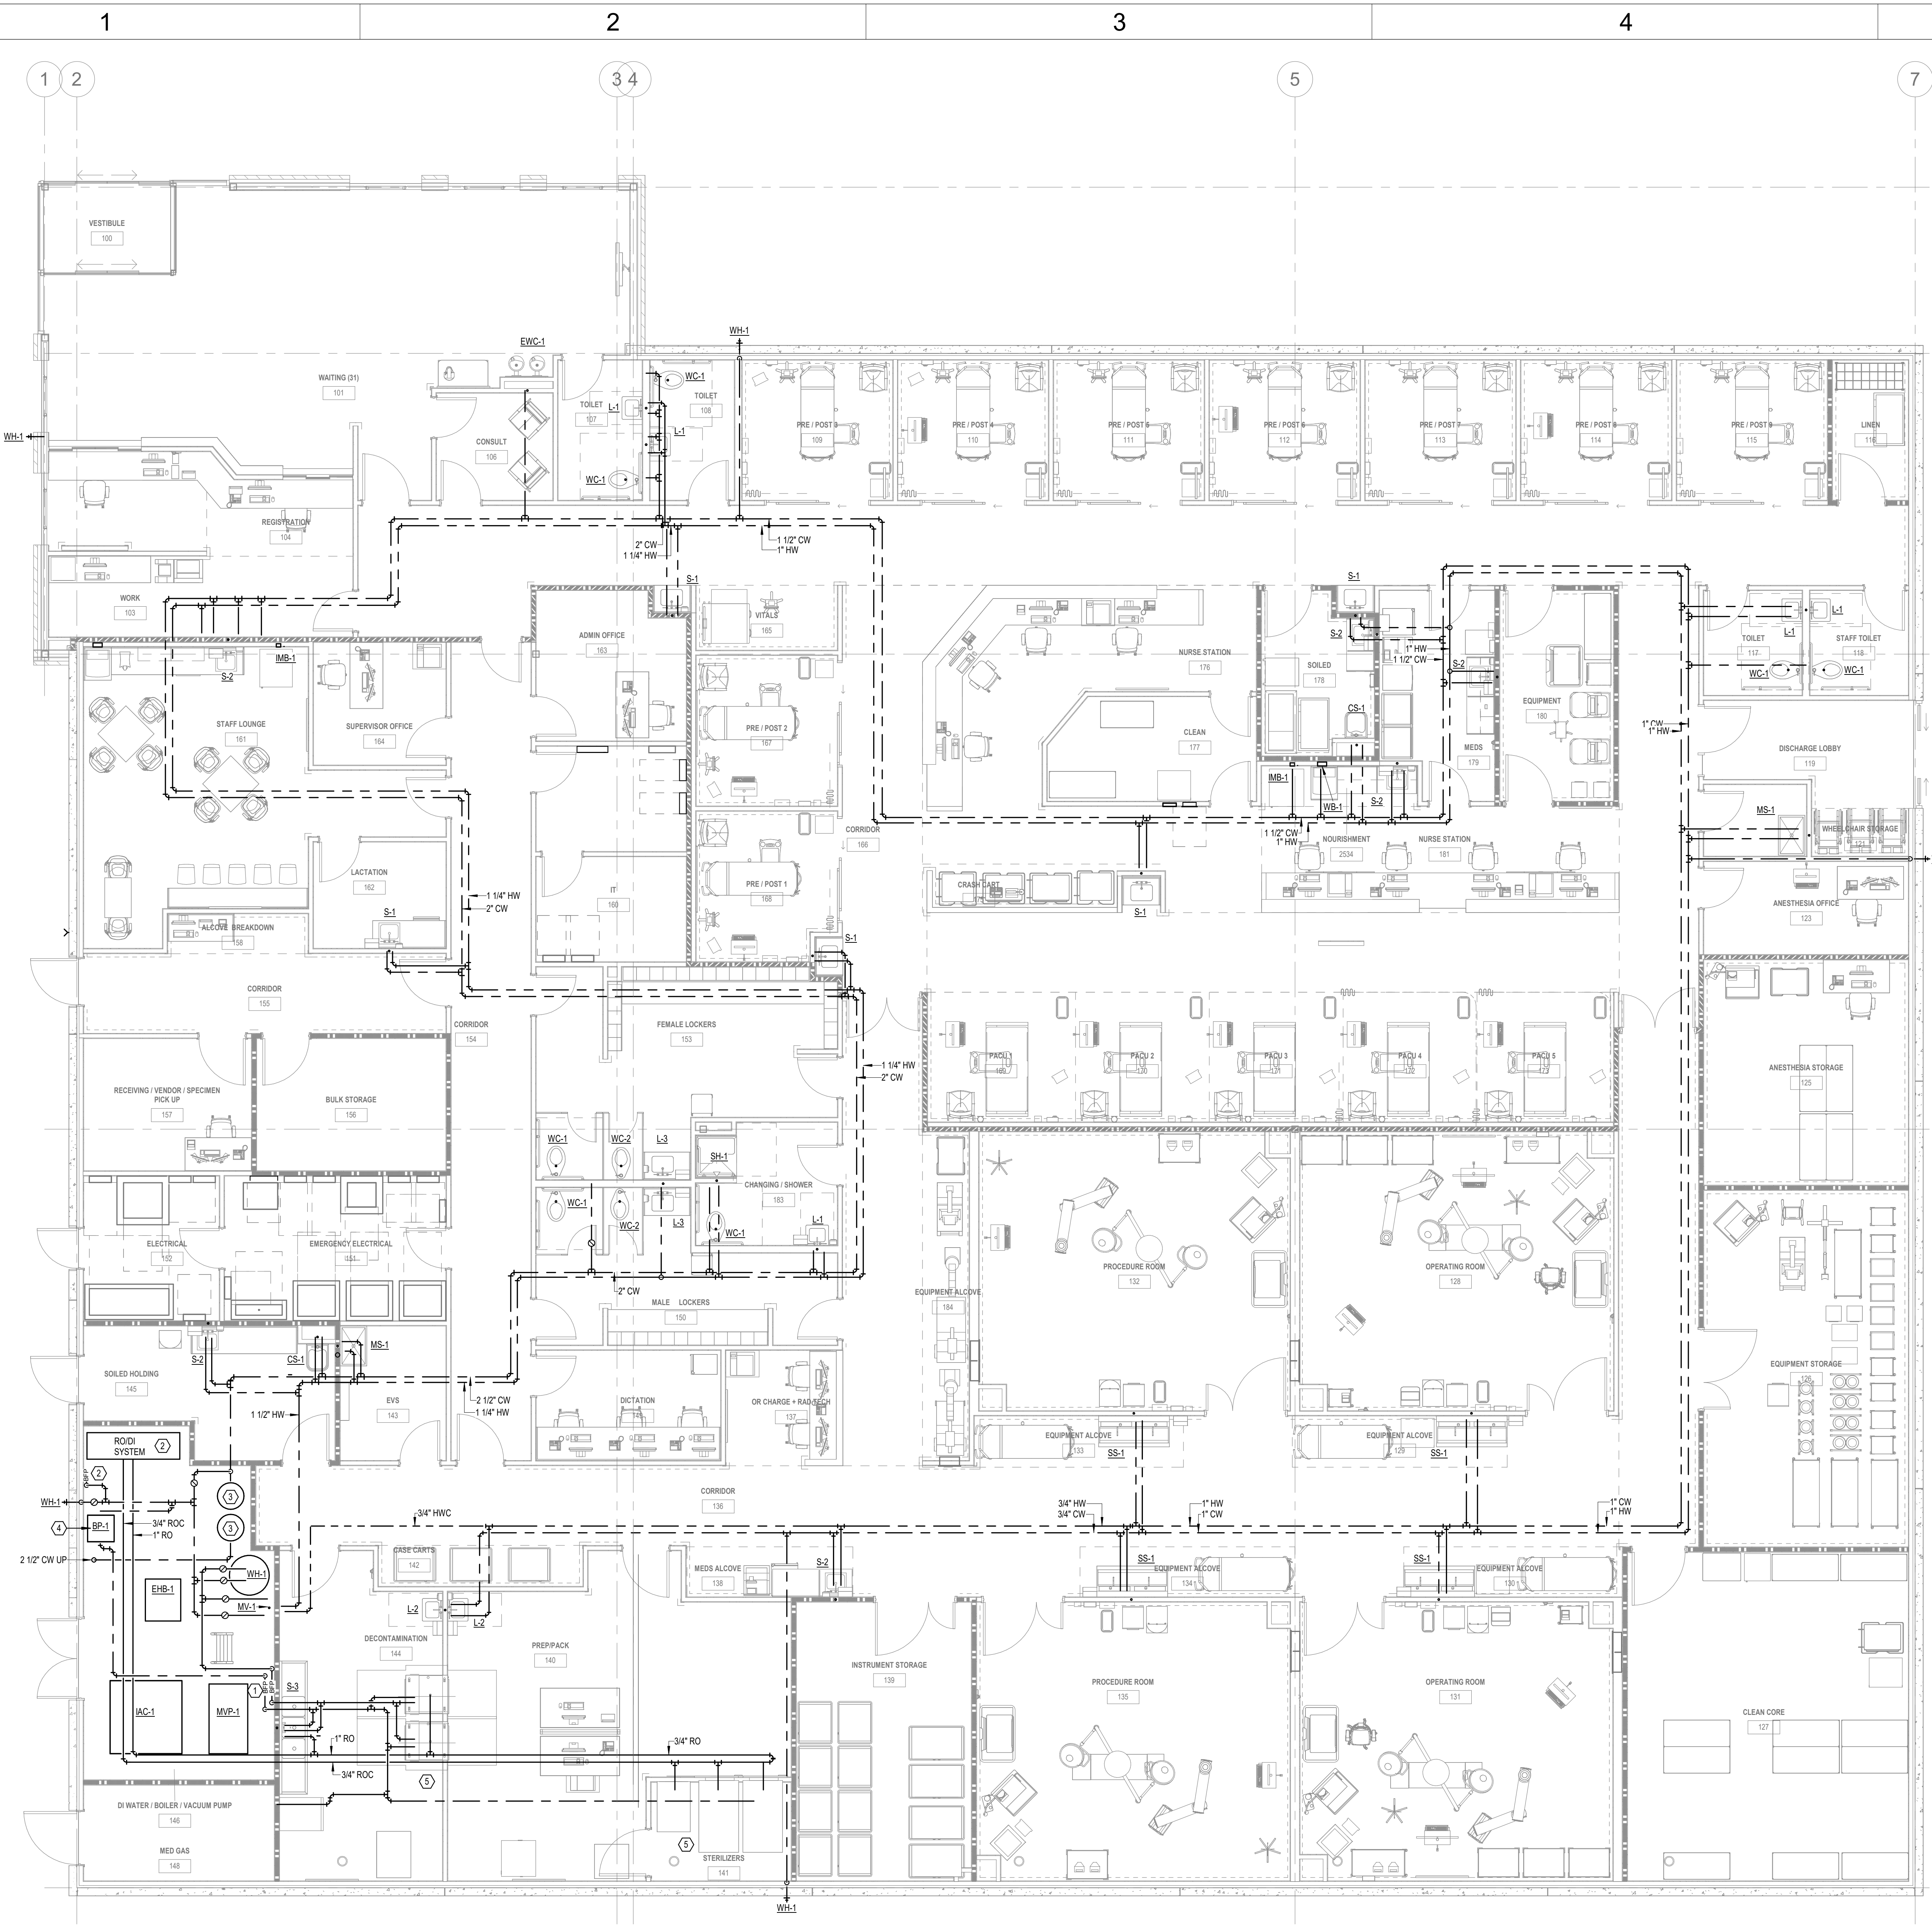 1
2
3
4
1
2
3
4
5
7
VESTIBULE
100
WH-1
EWC-1
WAITING (31)
101
WC-1
TOILET
107
L-1
TOILET
108
L-1
CONSULT
106
WC-1
WH-1
PRE / POST 3
109
PRE / POST 4
110
PRE / POST 5
111
PRE / POST 6
112
PRE / POST 7
113
PRE / POST 8
114
PRE / POST 9
115
LINEN
116
REGISTRATION
104
2" CW
1 1/4" HW
1 1/2" CW
1" HW
WORK
103
IMB-1
S-2
ADMIN OFFICE
163
S-1
VITALS
165
NURSE STATION
176
S-1
S-2
SOILED
178
1" HW
1 1/2" CW
S-2
CS-1
EQUIPMENT
180
L-1
TOILET
117
L-1
STAFF TOILET
118
WC-1
WC-1
STAFF LOUNGE
161
SUPERVISOR OFFICE
164
PRE / POST 2
167
CLEAN
177
MEDS
179
1" CW
1" HW
DISCHARGE LOBBY
119
IMB-1
WB-1
S-2
MS-1
WHEELCHAIR STORAGE
121
CORRIDOR
166
1 1/2" CW
1" HW
NOURISHMENT
2534
NURSE STATION
181
LACTATION
162
S-1
1 1/4" HW
2" CW
IT
160
PRE / POST 1
168
CRASH CART
S-1
ANESTHESIA OFFICE
123
ALCOVE BREAKDOWN
158
S-1
CORRIDOR
155
CORRIDOR
154
FEMALE LOCKERS
153
1 1/4" HW
2" CW
PACU 1
169
PACU 2
170
PACU 3
171
PACU 4
172
PACU 5
173
ANESTHESIA STORAGE
125
RECEIVING / VENDOR / SPECIMEN
PICK UP
157
BULK STORAGE
156
WC-1
WC-2
L-3
SH-1
CHANGING / SHOWER
183
WC-1
WC-2
L-3
WC-1
L-1
ELECTRICAL
152
EMERGENCY ELECTRICAL
151
2" CW
MALE LOCKERS
150
EQUIPMENT ALCOVE
184
PROCEDURE ROOM
132
OPERATING ROOM
128
S-2
CS-1
MS-1
SOILED HOLDING
145
EVS
143
2 1/2" CW
1 1/4" HW
1 1/2" HW
DICTATION
149
OR CHARGE + RAD/TECH
137
EQUIPMENT STORAGE
126
EQUIPMENT ALCOVE
133
SS-1
EQUIPMENT ALCOVE
129
SS-1
RO/DI
SYSTEM
2
BFP
2
3
WH-1
BP-1
4
3/4" ROC
1" RO
3
2 1/2" CW UP
EHB-1
WH-1
MV-1
3/4" HWC
CORRIDOR
136
3/4" HW
3/4" CW
1" HW
1" CW
1" CW
1" HW
CASE CARTS
142
MEDS ALCOVE
138
S-2
SS-1
EQUIPMENT ALCOVE
134
SS-1
EQUIPMENT ALCOVE
130
L-2
L-2
DECONTAMINATION
144
PREP/PACK
140
INSTRUMENT STORAGE
139
PROCEDURE ROOM
135
OPERATING ROOM
131
CLEAN CORE
127
IAC-1
MVP-1
1
BFP
BFP
S-3
1" RO
3/4" ROC
3/4" RO
5
DI WATER / BOILER / VACUUM PUMP
146
MED GAS
148
5
STERILIZERS
141
WH-1